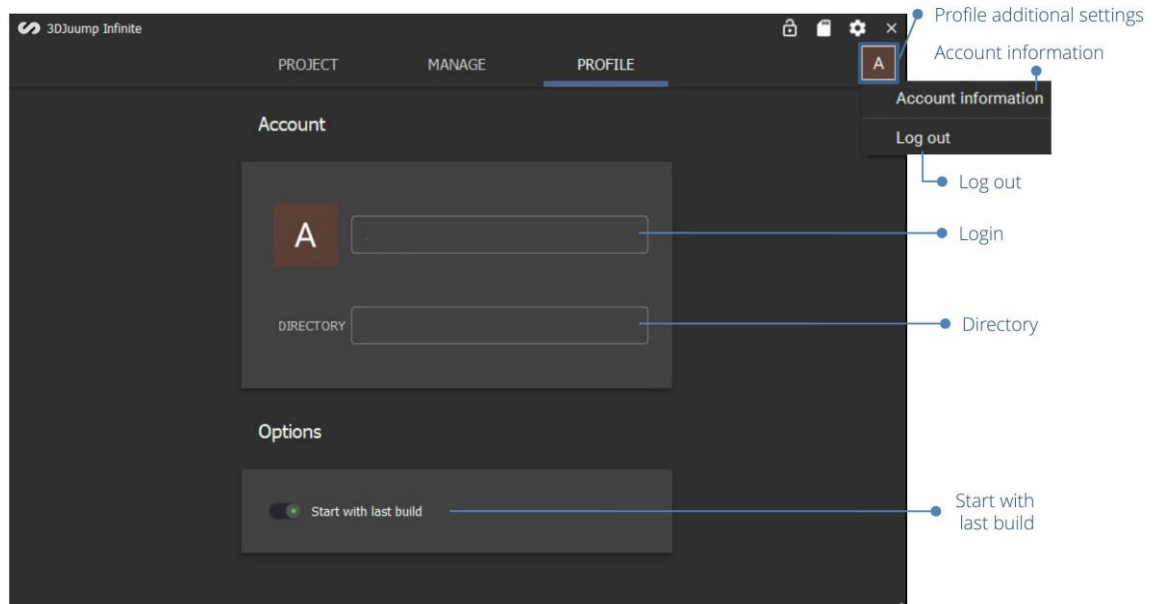 3DJuump Infinite
Profile additional settings
PROJECT
MANAGE
PROFILE
A
Account information
Account information
Account
Log out
Log out
A
Login
DIRECTORY
Directory
Options
Start with last build
Start with
last build